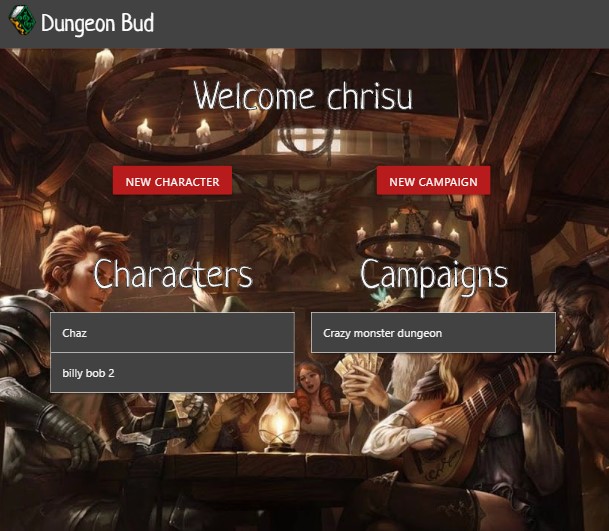 Dungeon Bud
Welcome chrisu
NEW CHARACTER
NEW CAMPAIGN
Characters
Campaigns
Chaz
Crazy monster dungeon
billy bob 2